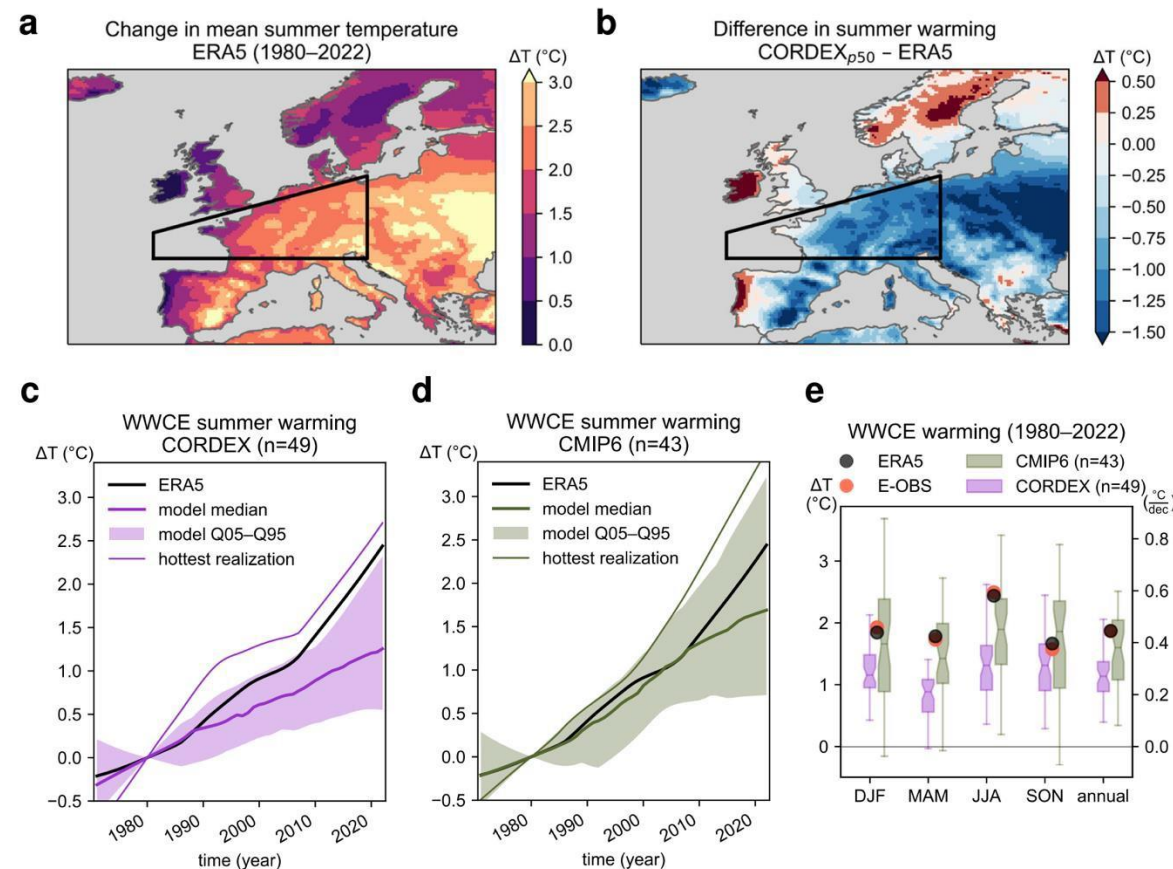 a
Change in mean summer temperature
ERA5 (1980–2022)
ΔT (°C)
3.0
2.5
2.0
1.5
1.0
0.5
0.0
b
Difference in summer warming
CORDEXp50 − ERA5
ΔT (°C)
0.50
0.25
0.00
−0.25
−0.50
−0.75
−1.00
−1.25
−1.50
c
WWCE summer warming
CORDEX (n=49)
ΔT (°C)
ERA5
model median
model Q05–Q95
hottest realization
3.0
2.5
2.0
1.5
1.0
0.5
0.0
−0.5
1980
1990
2000
2010
2020
time (year)
d
WWCE summer warming
CMIP6 (n=43)
ΔT (°C)
ERA5
model median
model Q05–Q95
hottest realization
3.0
2.5
2.0
1.5
1.0
0.5
0.0
−0.5
1980
1990
2000
2010
2020
time (year)
e
WWCE warming (1980–2022)
ERA5
CMIP6 (n=43)
E-OBS
CORDEX (n=49)
ΔT
(°C)
(°C/dec.
3
2
1
0
0.8
0.6
0.4
0.2
0.0
DJF
MAM
JJA
SON
annual